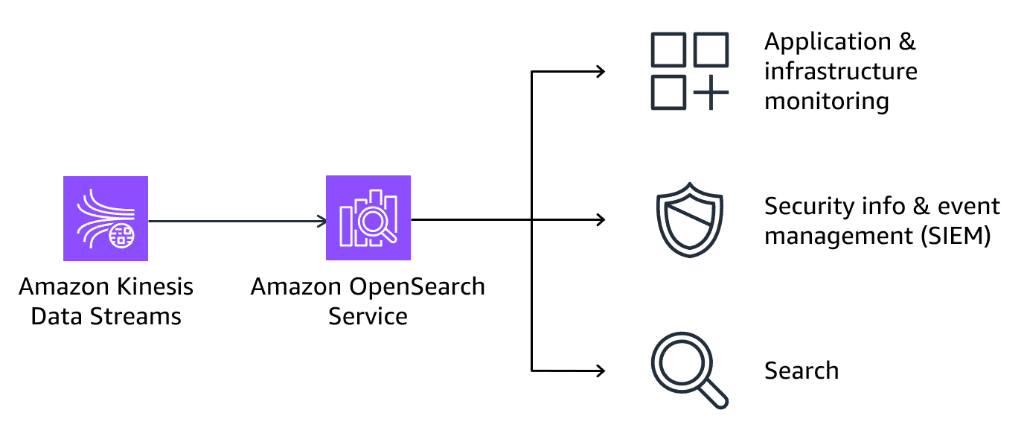 Application &
infrastructure
monitoring
Security info & event
management (SIEM)
Amazon Kinesis
Data Streams
Amazon OpenSearch
Service
Search